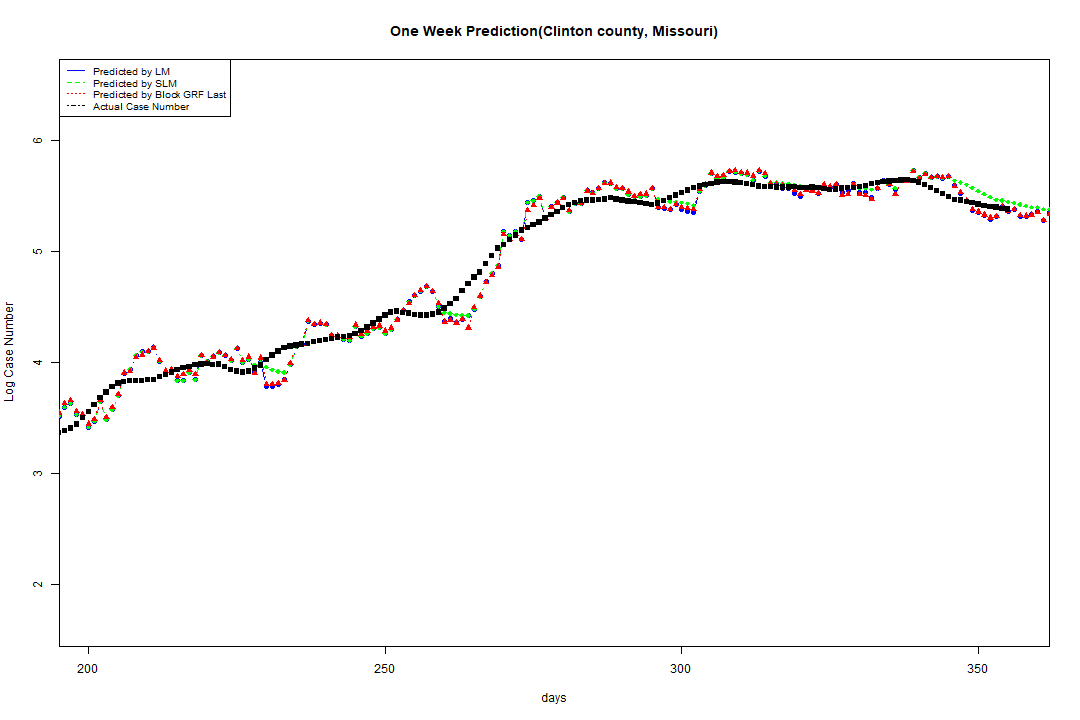 One Week Prediction(Clinton county, Missouri)
Predicted by LM
Predicted by SLM
Predicted by Block GRF Last
Actual Case Number
6
5
4
3
2
Log Case Number
200
250
300
350
days